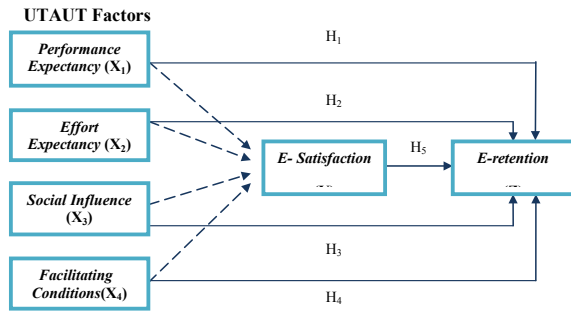 UTAUT Factors
Performance
Expectancy (X₁)
H₁
Effort
Expectancy (X₂)
H₂
E- Satisfaction
H₅
E-retention
Social Influence
(X₃)
H₃
Facilitating
Conditions(X₄)
H₄